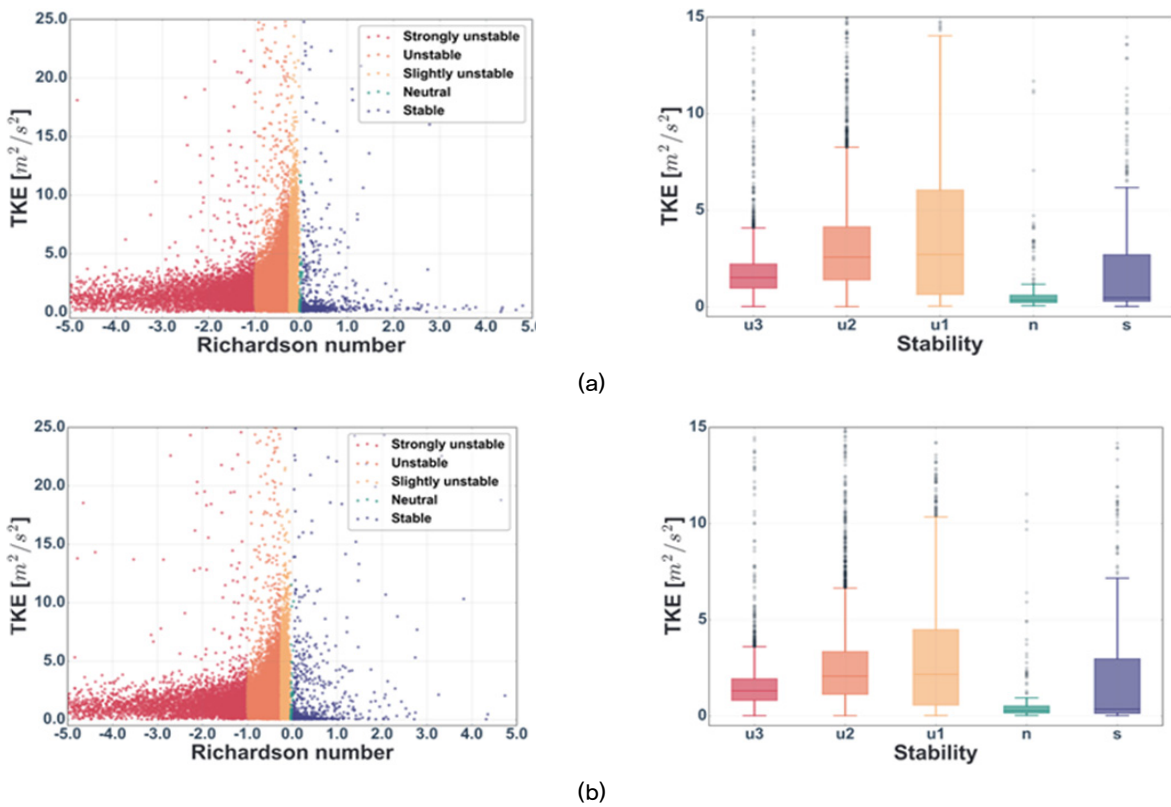 25.0
20.0
15.0
10.0
5.0
0.0
TKE [m²/s²]
-5.0 -4.0 -3.0 -2.0 -1.0 0.0 1.0 2.0 3.0 4.0 5.0
Richardson number
Strongly unstable
Unstable
Slightly unstable
Neutral
Stable
15
10
5
0
TKE [m²/s²]
u3 u2 u1 n s
Stability
(a)
25.0
20.0
15.0
10.0
5.0
0.0
TKE [m²/s²]
-5.0 -4.0 -3.0 -2.0 -1.0 0.0 1.0 2.0 3.0 4.0 5.0
Richardson number
Strongly unstable
Unstable
Slightly unstable
Neutral
Stable
15
10
5
0
TKE [m²/s²]
u3 u2 u1 n s
Stability
(b)